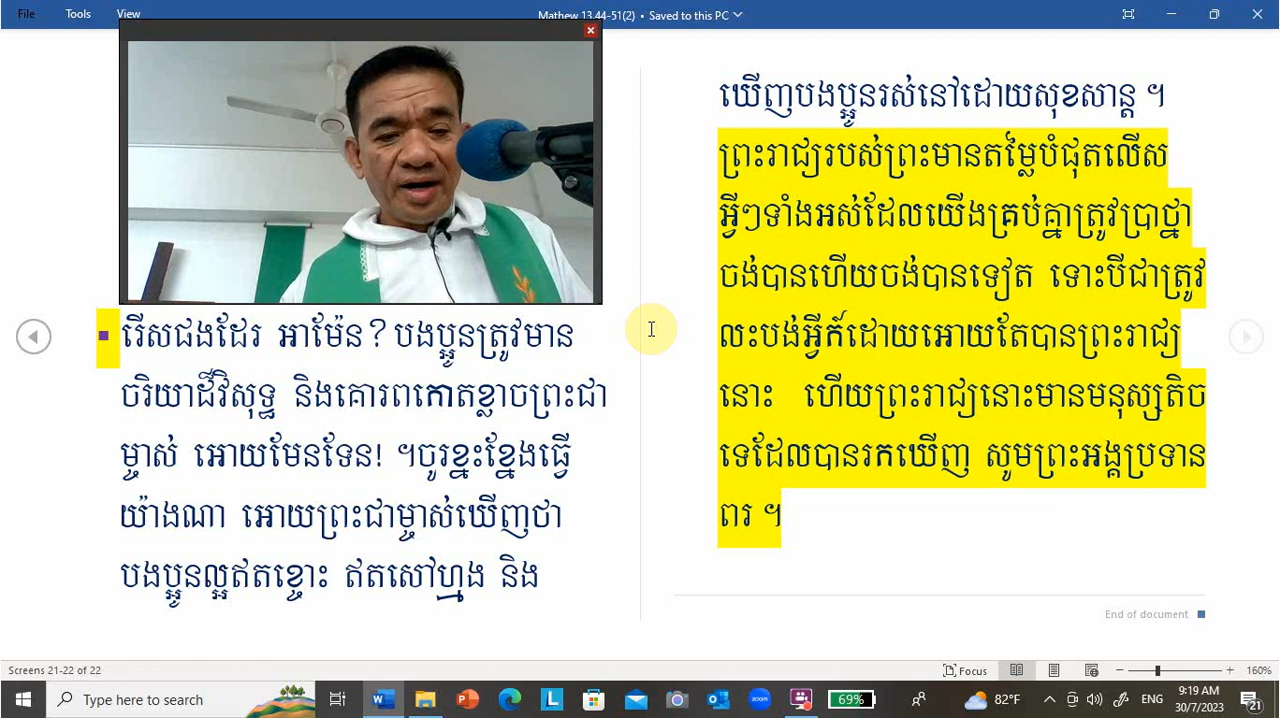 File Tools View Mathew 13.44-51(2) • Saved to this PC
រើសផងដែរ អាម៉ែន? បងប្អូនត្រូវមាន
ចរិយាដ៏វិសុទ្ធ និងគោរពកោតខ្លាចព្រះជា
ម្ចាស់ អោយមែនទែន! ។ចូរខ្នះខ្នែងធ្វើ
យ៉ាងណា អោយព្រះជាម្ចាស់ឃើញថា
បងប្អូនល្អឥតខ្ចោះ ឥតសៅហ្មង និង
ឃើញបងប្អូនរស់នៅដោយសុខសាន្ត ។
ព្រះរាជ្យរបស់ព្រះមានតម្លៃបំផុតលើស
អ្វីៗទាំងអស់ដែលយើងគ្រប់គ្នាត្រូវប្រាថ្នា
ចង់បានហើយចង់បានទៀត ទោះបីជាត្រូវ
លះបង់អ្វីក៍ដោយអោយតែបានព្រះរាជ្យ
នោះ ហើយព្រះរាជ្យនោះមានមនុស្សតិច
ទេដែលបានរកឃើញ សូមព្រះអង្គប្រទាន
ពរ ។
End of document
Screens 21-22 of 22 Focus 160%
Type here to search 69% 82°F ENG 9:19 AM
30/7/2023 21